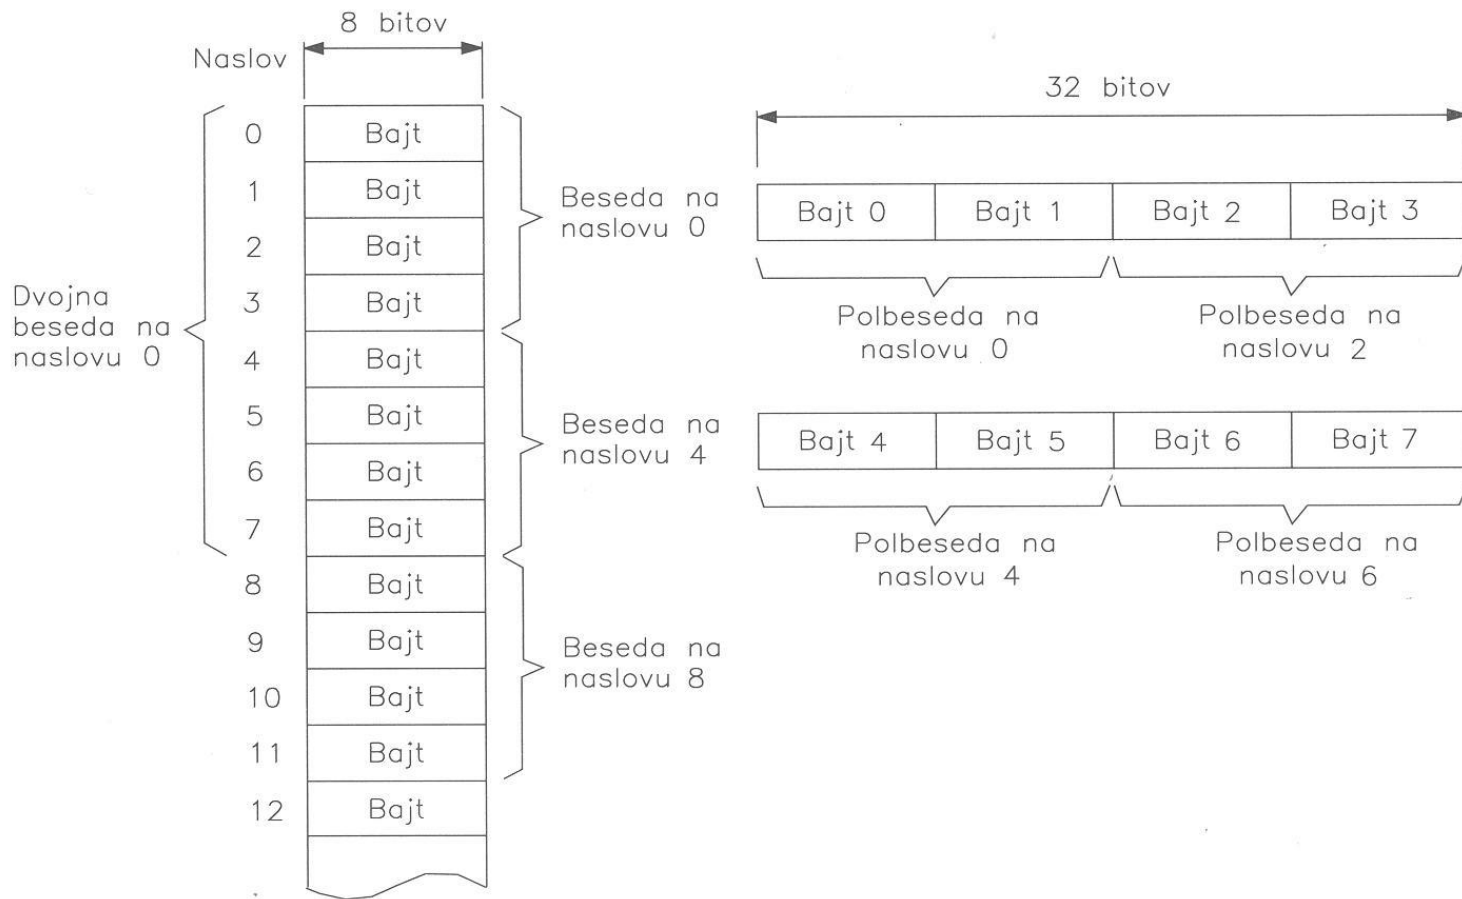 8 bitov
Naslov
0 Bajt
1 Bajt
2 Bajt
3 Bajt
4 Bajt
5 Bajt
6 Bajt
7 Bajt
8 Bajt
9 Bajt
10 Bajt
11 Bajt
12 Bajt
Dvojna
beseda na
naslovu 0
Beseda na
naslovu 0
Beseda na
naslovu 4
Beseda na
naslovu 8
32 bitov
Bajt 0 Bajt 1 Bajt 2 Bajt 3
Polbeseda na
naslovu 0
Polbeseda na
naslovu 2
Bajt 4 Bajt 5 Bajt 6 Bajt 7
Polbeseda na
naslovu 4
Polbeseda na
naslovu 6